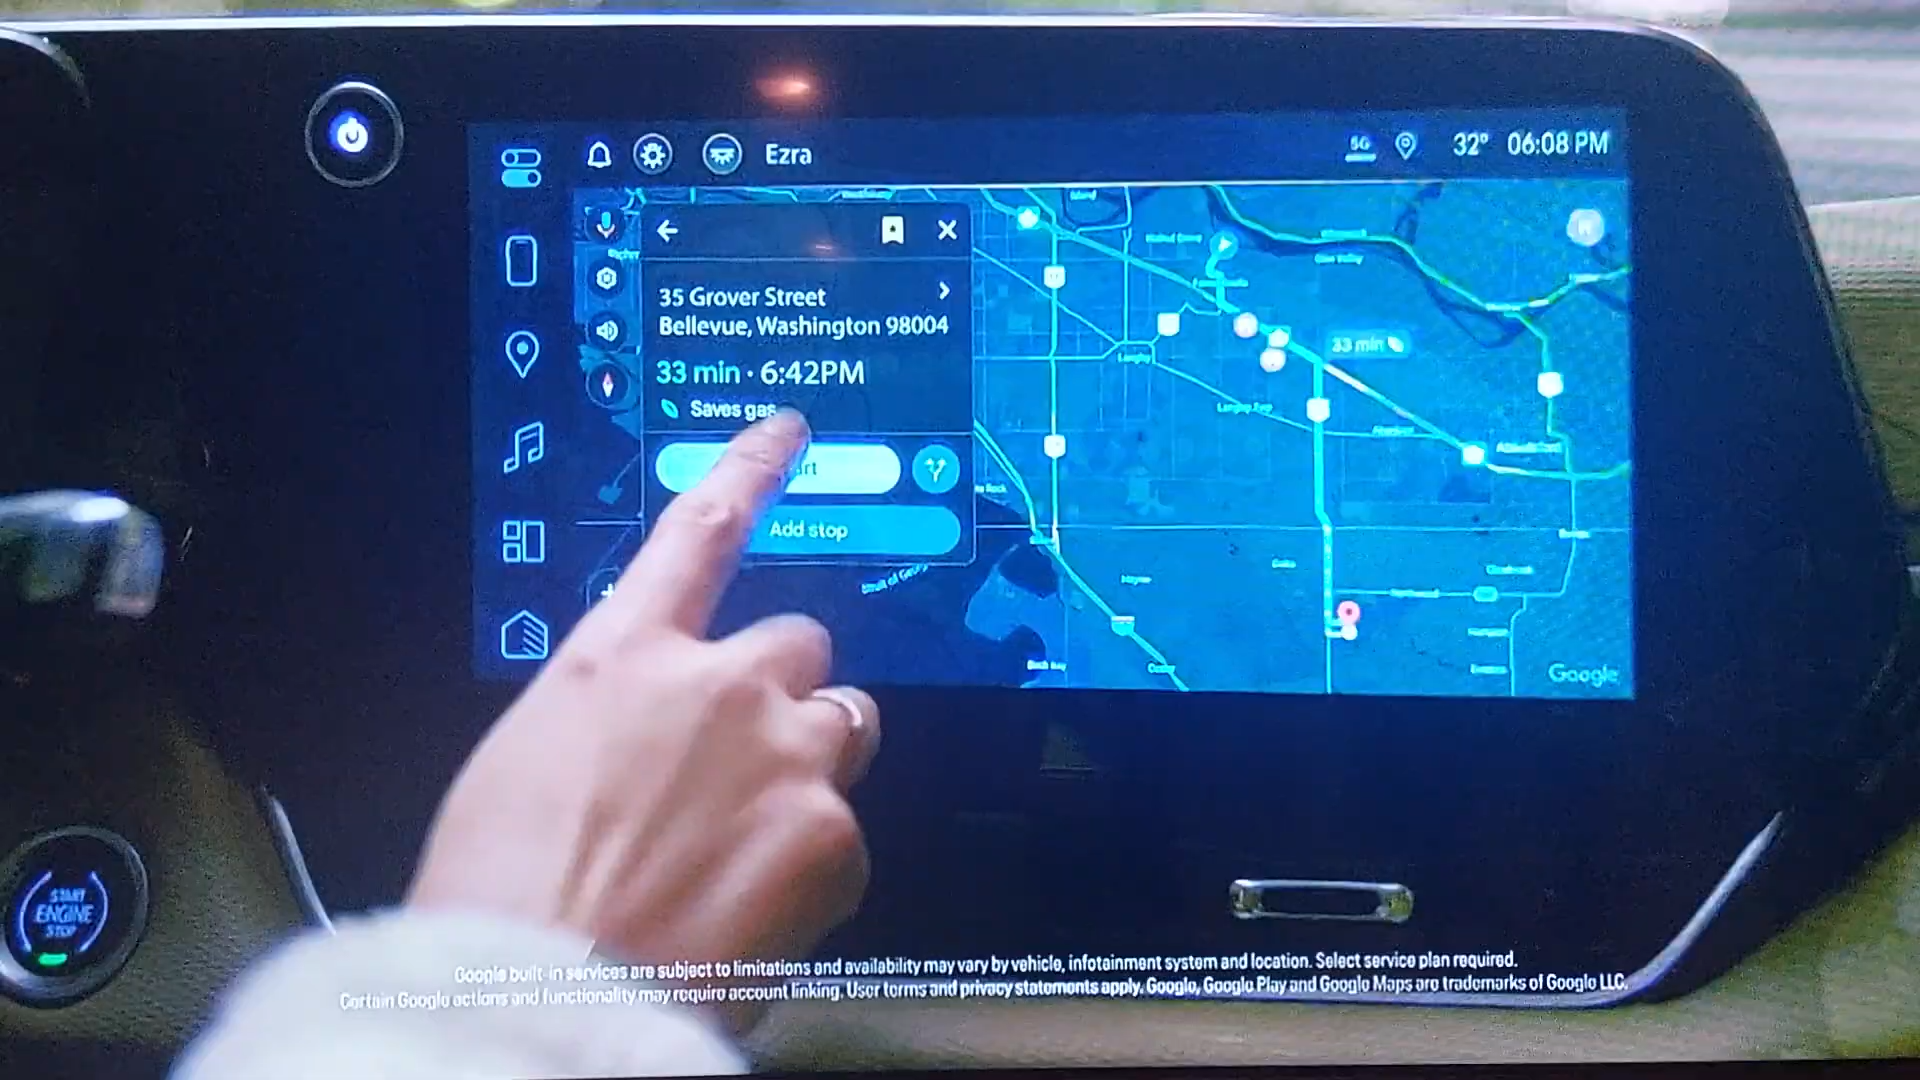 Ezra
5G
32° 06:08 PM
35 Grover Street
Bellevue, Washington 98004
33 min · 6:42PM
Saves gas
Add stop
33 min
Langley
Google
START
ENGINE
STOP
Google built-in services are subject to limitations and availability may vary by vehicle, infotainment system and location. Select service plan required.
Certain Google actions and functionality may require account linking. User terms and privacy statements apply. Google, Google Play and Google Maps are trademarks of Google LLC.